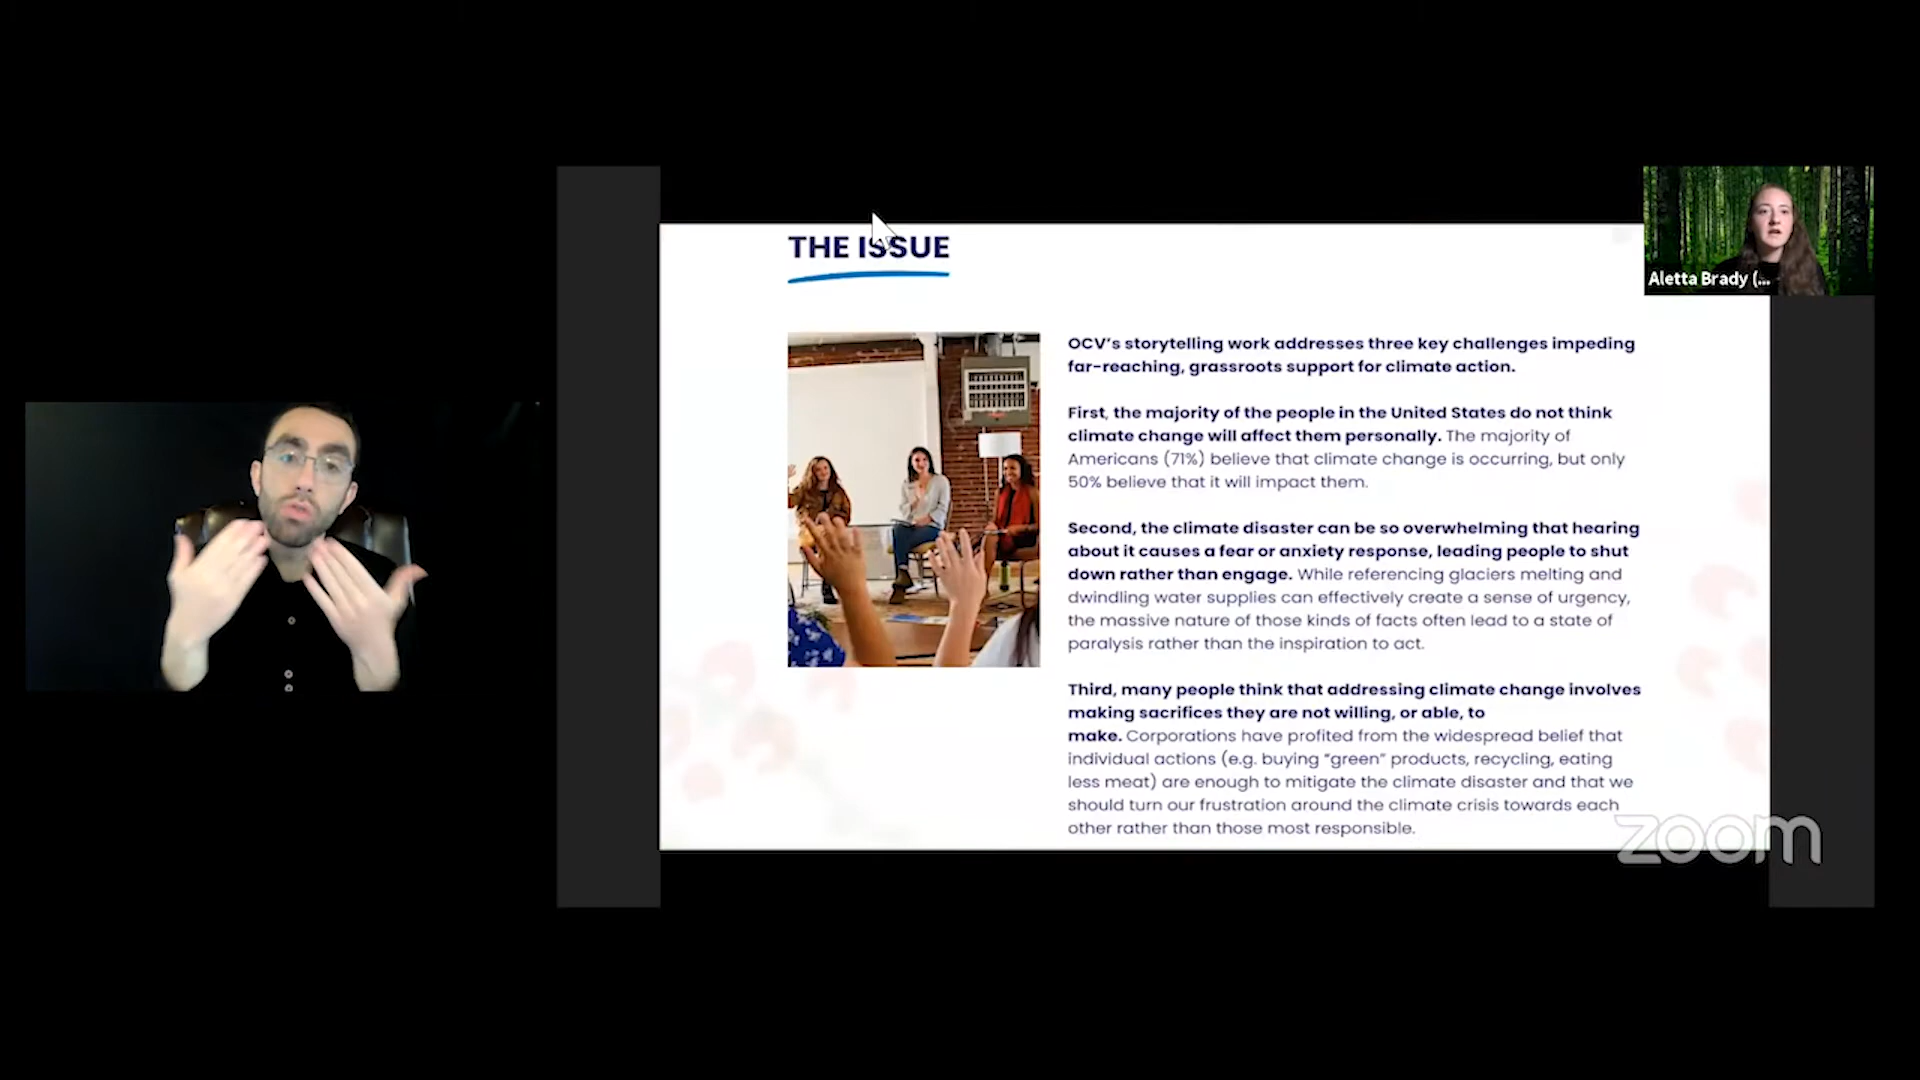 THE ISSUE
Aletta Brady (...
OCV's storytelling work addresses three key challenges impeding
far-reaching, grassroots support for climate action.
First, the majority of the people in the United States do not think
climate change will affect them personally. The majority of
Americans (71%) believe that climate change is occurring, but only
50% believe that it will impact them.
Second, the climate disaster can be so overwhelming that hearing
about it causes a fear or anxiety response, leading people to shut
down rather than engage. While referencing glaciers melting and
dwindling water supplies can effectively create a sense of urgency,
the massive nature of those kinds of facts often lead to a state of
paralysis rather than the inspiration to act.
Third, many people think that addressing climate change involves
making sacrifices they are not willing, or able, to
make. Corporations have profited from the widespread belief that
individual actions (e.g. buying “green” products, recycling, eating
less meat) are enough to mitigate the climate disaster and that we
should turn our frustration around the climate crisis towards each
other rather than those most responsible.
zoom